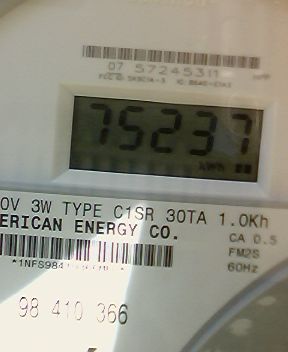 07 57245311
75237
kWh
0V 3W TYPE C1SR 30TA 1.0Kh
ERICAN ENERGY CO.
CA 0.5
FM2S
60Hz
98 410 366